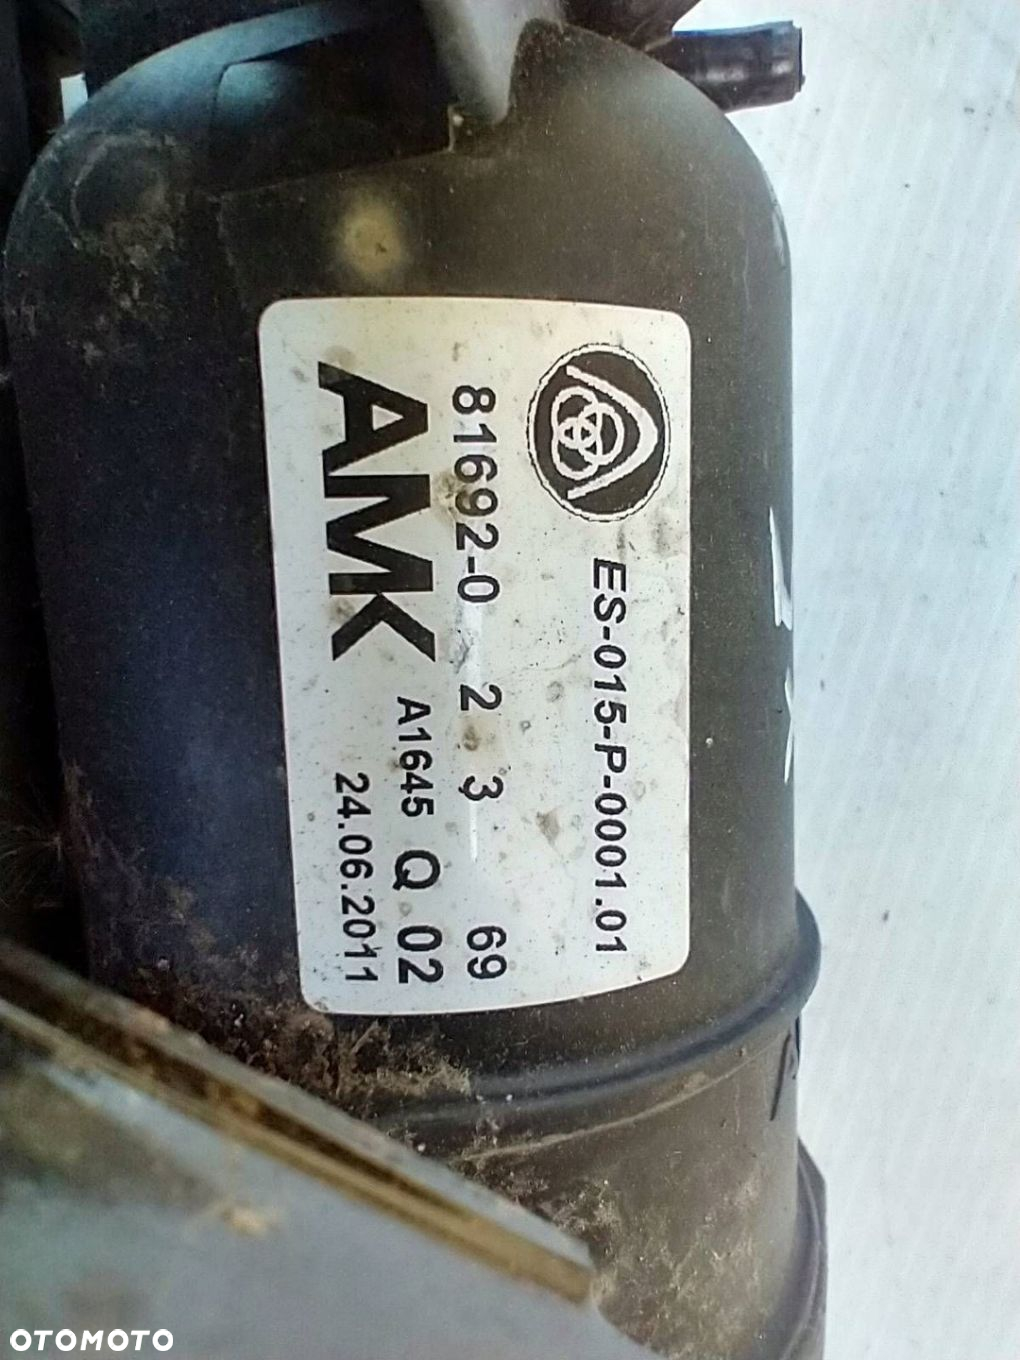 ES-015-P-0001.01
81692-0 2 3 69
AMK A1645 Q 02
24.06.2011
OTOMOTO